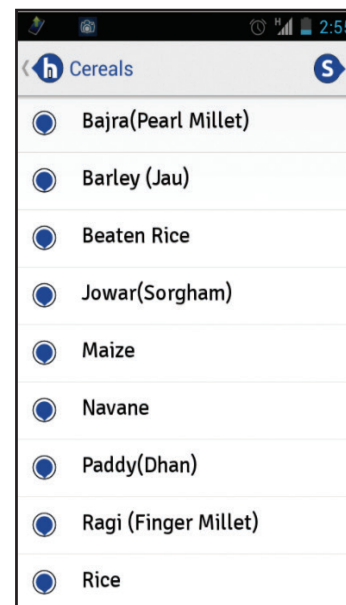 H 2:55
h Cereals S
Bajra(Pearl Millet)
Barley (Jau)
Beaten Rice
Jowar(Sorgham)
Maize
Navane
Paddy(Dhan)
Ragi (Finger Millet)
Rice